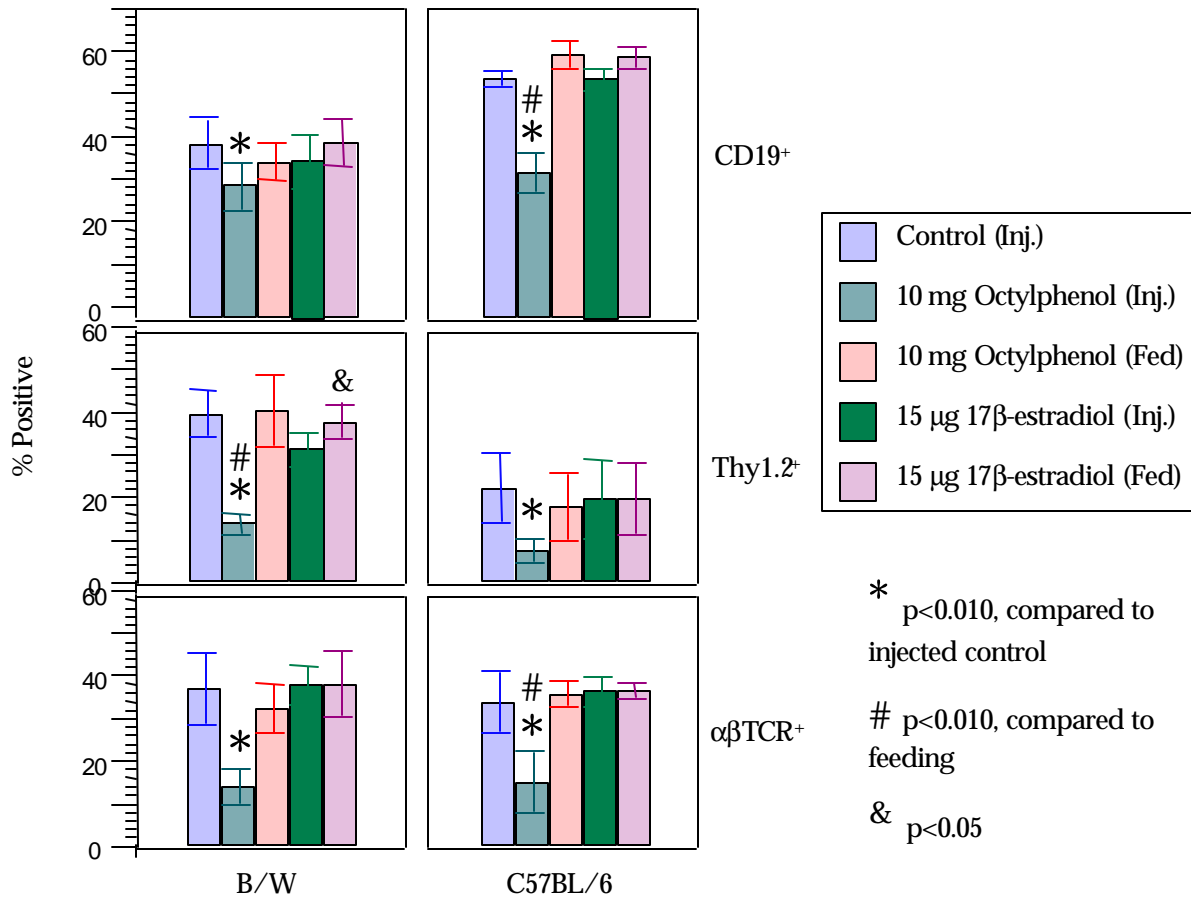 60
40
20
0
60
40
20
0
60
40
20
0
% Positive
*
#
*
CD19+
#
*
&
*
Thy1.2+
*
#
*
αβTCR+
B/W
C57BL/6
Control (Inj.)
10 mg Octylphenol (Inj.)
10 mg Octylphenol (Fed)
15 µg 17β-estradiol (Inj.)
15 µg 17β-estradiol (Fed)
* p<0.010, compared to
injected control
# p<0.010, compared to
feeding
& p<0.05